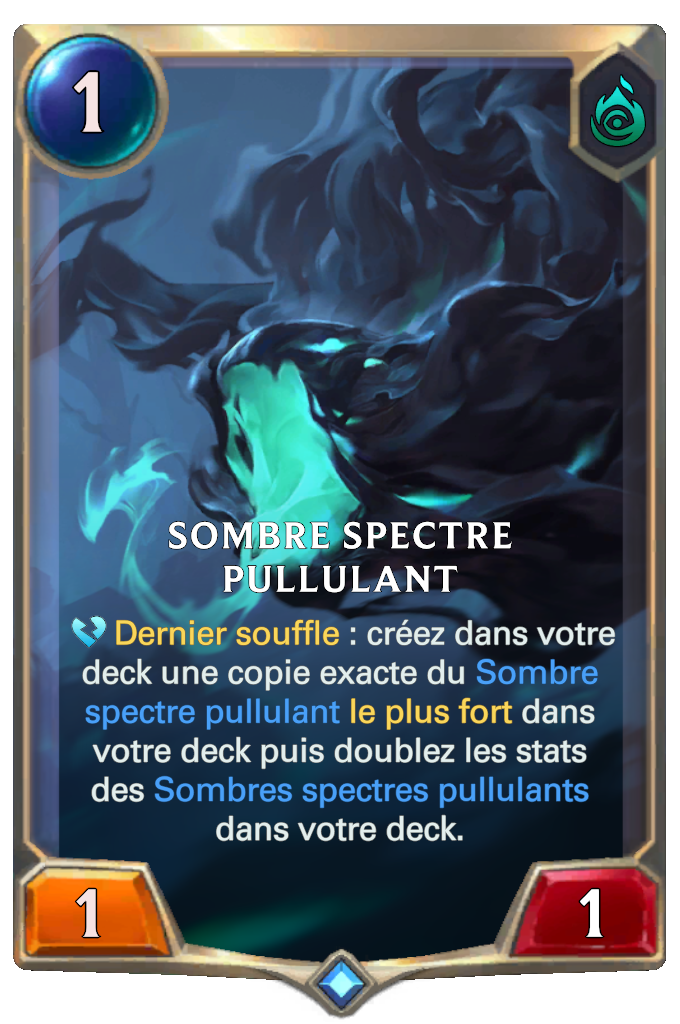 1
SOMBRE SPECTRE
PULLULANT
Dernier souffle : créez dans votre
deck une copie exacte du Sombre
spectre pullulant le plus fort dans
votre deck puis doublez les stats
des Sombres spectres pullulants
dans votre deck.
1
1